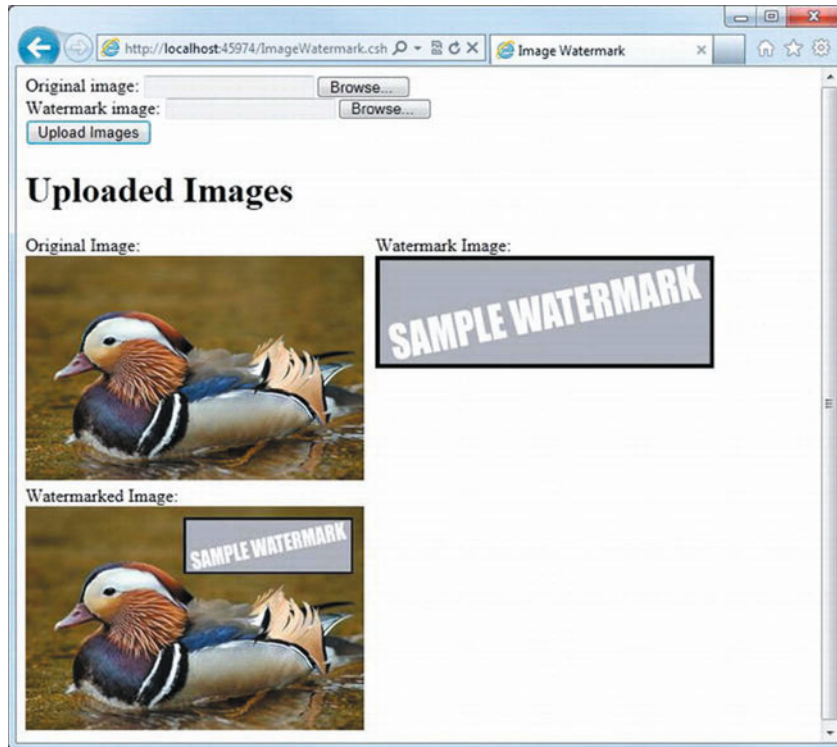 http://localhost:45974/ImageWatermark.csh
Image Watermark
Original image:
Browse...
Watermark image:
Browse...
Upload Images
Uploaded Images
Original Image:
Watermark Image:
SAMPLE WATERMARK
Watermarked Image:
SAMPLE WATERMARK